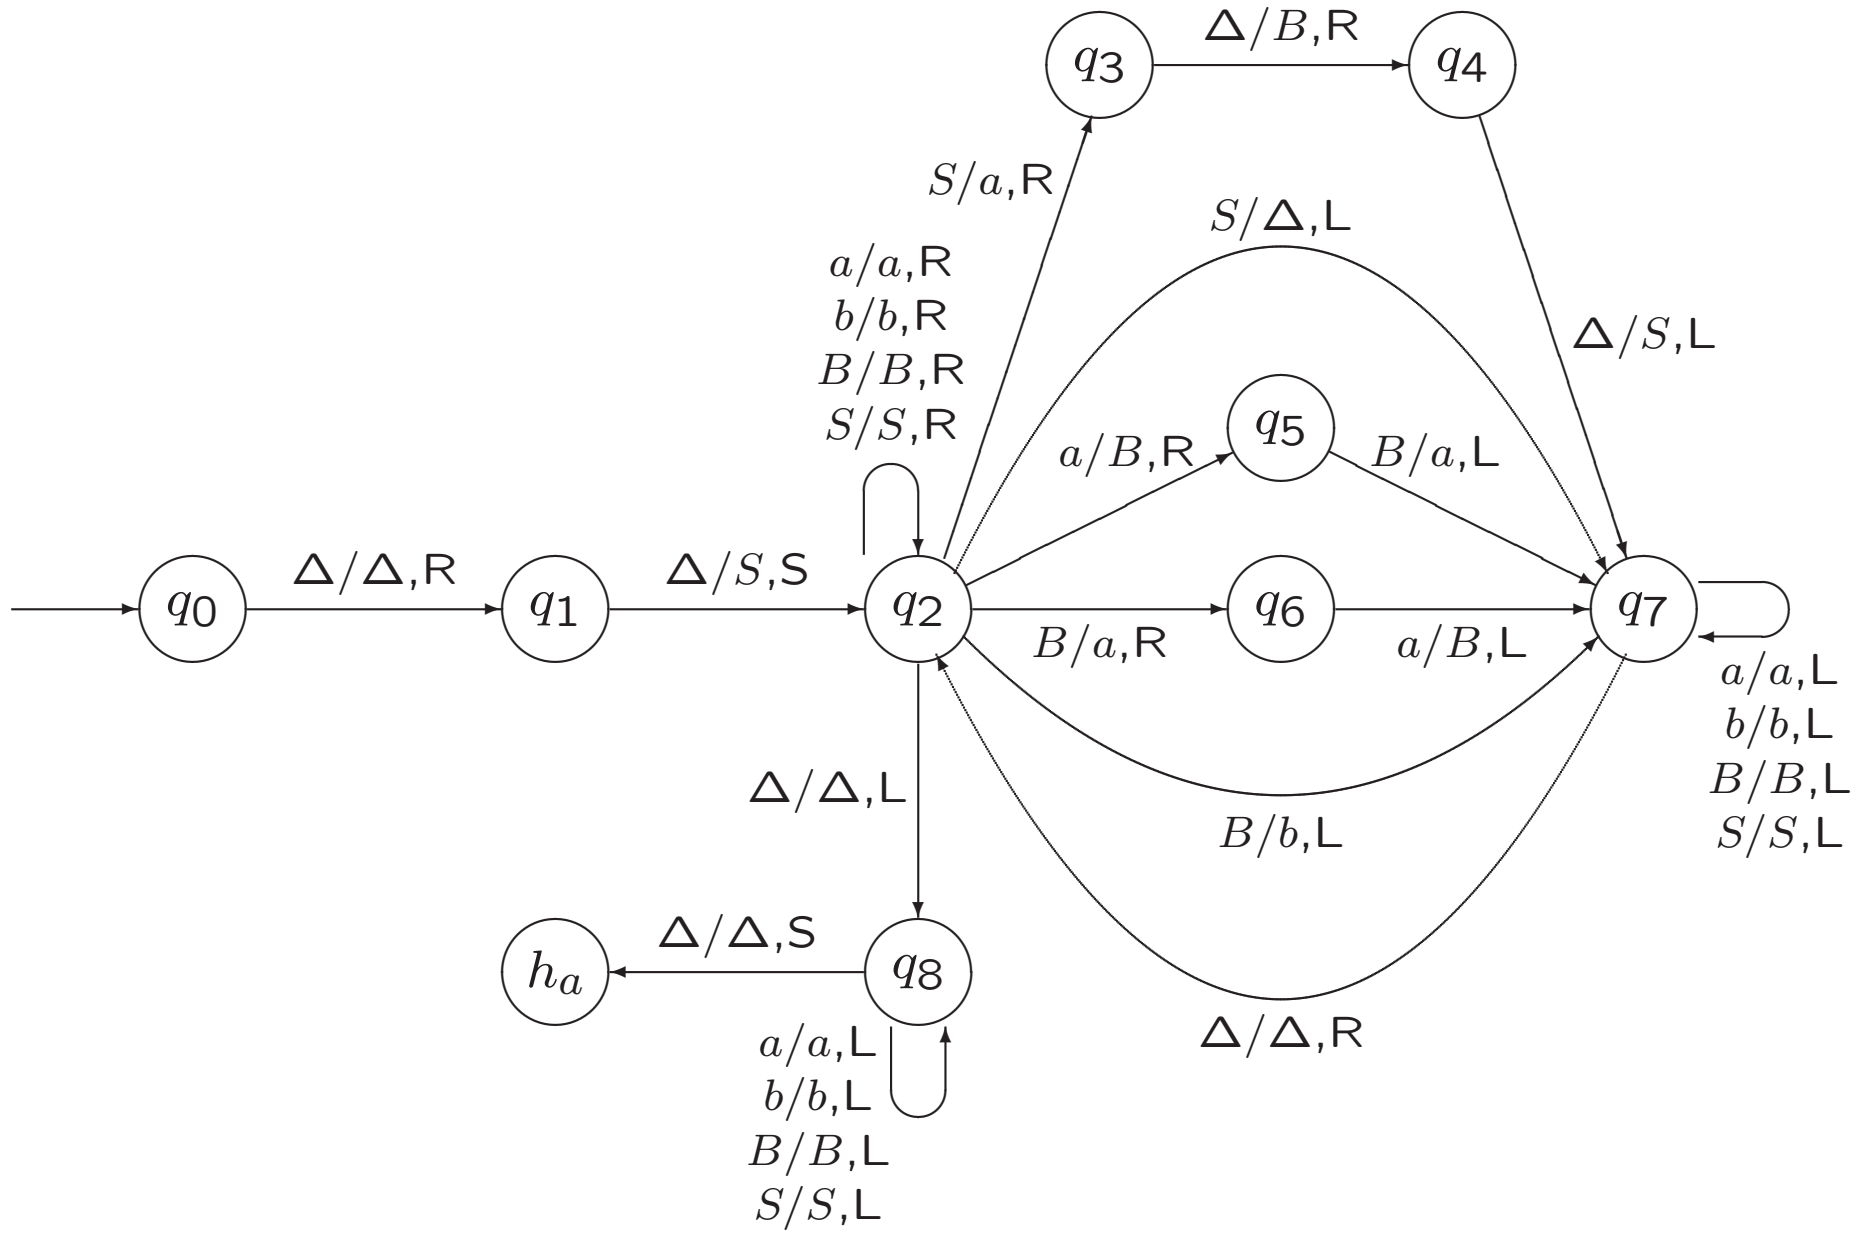 q3
Δ/B,R
q4
S/a,R
S/Δ,L
a/a,R
b/b,R
B/B,R
S/S,R
Δ/S,L
q5
a/B,R
B/a,L
q0
Δ/Δ,R
q1
Δ/S,S
q2
B/a,R
q6
a/B,L
q7
a/a,L
b/b,L
B/B,L
S/S,L
Δ/Δ,L
B/b,L
ha
Δ/Δ,S
q8
Δ/Δ,R
a/a,L
b/b,L
B/B,L
S/S,L